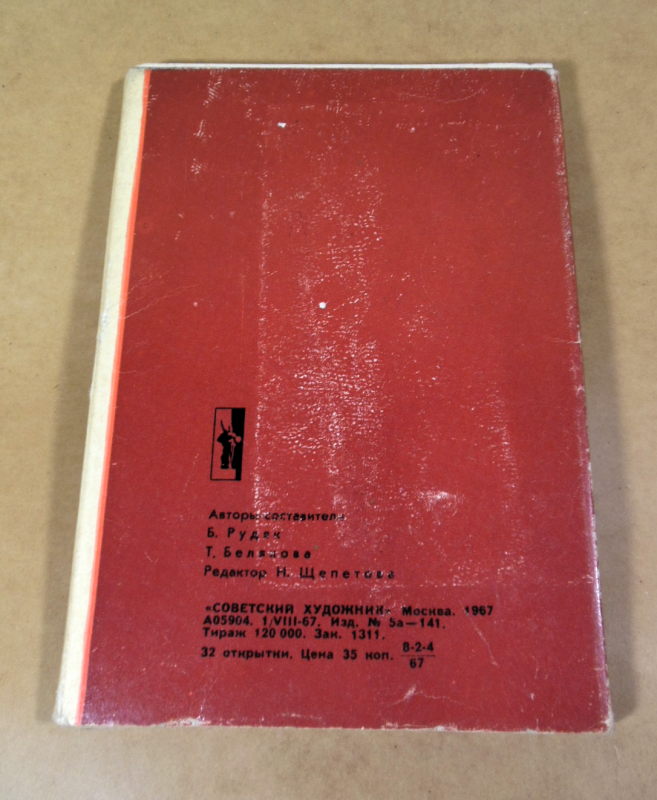 Авторы составители
Б. Рудяк
Т. Белякова
Редактор Н. Щепетова
«СОВЕТСКИЙ ХУДОЖНИК» Москва. 1967
А05904. 1/VIII-67. Изд. № 5а—141.
Тираж 120 000. Зак. 1311.
32 открытки. Цена 35 коп. 8-2-4
67